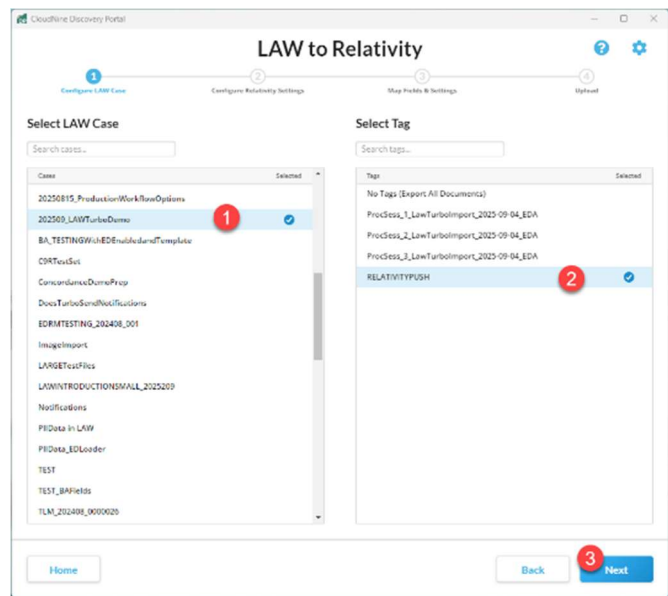 CloudNine Discovery Portal
LAW to Relativity
1
2
3
4
Configure LAW Case
Configure Relativity Settings
Map Fields & Settings
Upload
Select LAW Case
Search cases...
Cases
Selected
20250815_ProductionWorkflowOptions
202509_LAWTurboDemo
1
BA_TESTINGWithEDEnabledandTemplate
C9RTestSet
ConcordanceDemoPrep
DoesTurboSendNotifications
EDRMTESTING_202408_001
ImageImport
LARGETestFiles
LAWINTRODUCTIONSMALL_2025209
Notifications
PIIData in LAW
PIIData_EDLoader
TEST
TEST_BAFields
TLM_202408_0000026
Select Tag
Search tags...
Tags
Selected
No Tags (Export All Documents)
ProcSess_1_LawTurboImport_2025-09-04_EDA
ProcSess_2_LawTurboImport_2025-09-04_EDA
ProcSess_3_LawTurboImport_2025-09-04_EDA
RELATIVITYPUSH
2
Home
Back
3
Next